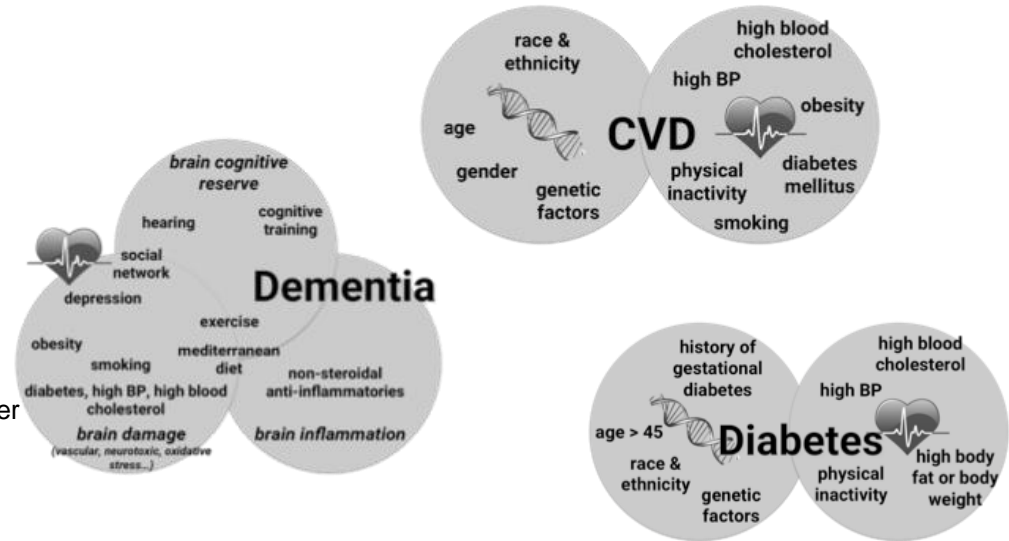 race &
ethnicity
age
gender
genetic
factors
CVD
high blood
cholesterol
high BP
obesity
physical
inactivity
diabetes
mellitus
smoking
brain cognitive
reserve
hearing
cognitive
training
social
network
depression
Dementia
exercise
obesity
smoking
mediterranean
diet
diabetes, high BP, high blood
cholesterol
brain damage
(vascular, neurotoxic, oxidative
stress...)
non-steroidal
anti-inflammatories
brain inflammation
er
history of
gestational
diabetes
age > 45
race &
ethnicity
genetic
factors
Diabetes
high blood
cholesterol
high BP
physical
inactivity
high body
fat or body
weight